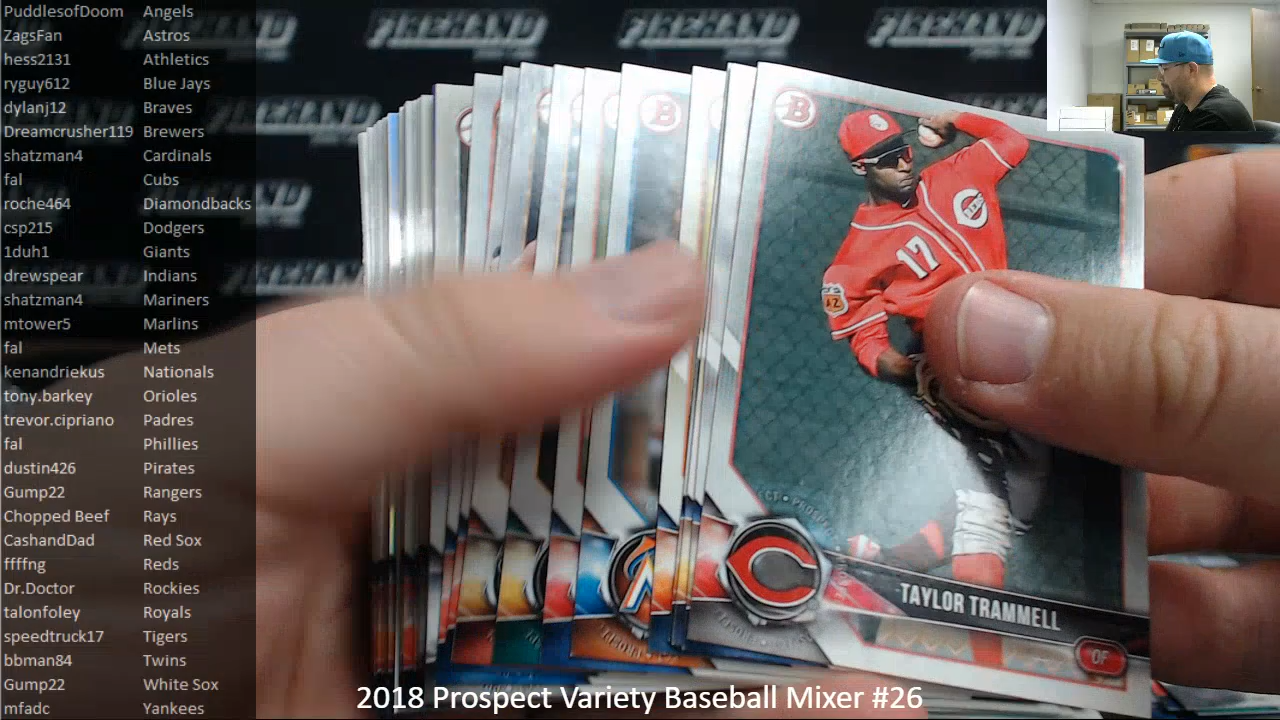 PuddlesofDoom Angels
ZagsFan Astros
hess2131 Athletics
ryguy612 Blue Jays
dylanj12 Braves
Dreamcrusher119 Brewers
shatzman4 Cardinals
fal Cubs
roche464 Diamondbacks
csp215 Dodgers
1duh1 Giants
drewspear Indians
shatzman4 Mariners
mtower5 Marlins
fal Mets
kenandriekus Nationals
tony.barkey Orioles
trevor.cipriano Padres
fal Phillies
dustin426 Pirates
Gump22 Rangers
Chopped Beef Rays
CashandDad Red Sox
ffffng Reds
Dr.Doctor Rockies
talonfoley Royals
speedtruck17 Tigers
bbman84 Twins
Gump22 White Sox
mfadc Yankees
FIREHAND FIREHAND FIREHAND
B
B
17
REDS
AZ
TAYLOR TRAMMELL
OF
2018 Prospect Variety Baseball Mixer #26